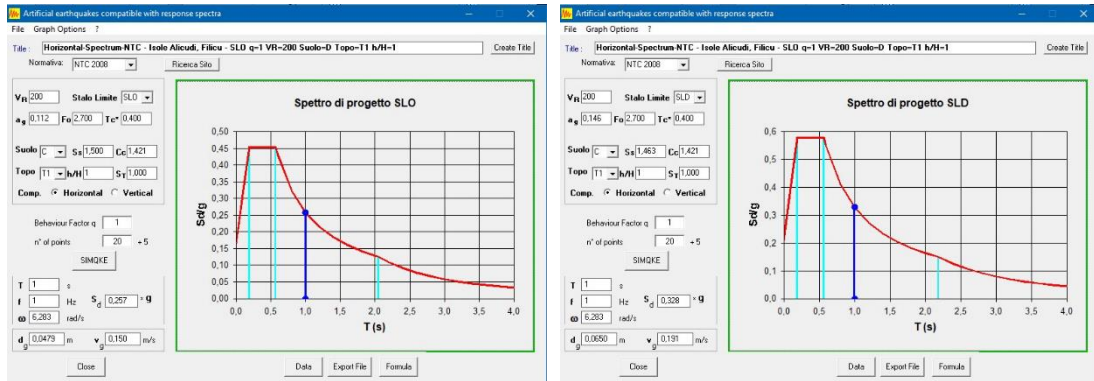 Artificial earthquakes compatible with response spectra
File Graph Options ?
Title : Horizontal-Spectrum-NTC - Isole Alicudi, Filicu - SLO q=1 VR=200 Suolo=D Topo=T1 h/H=1 Create Title
Normativa: NTC 2008 Ricerca Sito
VR 200 Stalo Limite SLO
ag 0,112 Fo 2,700 Tc* 0,400
Suolo C Ss 1,500 Cc 1,421
Topo T1 h/H 1 ST 1,000
Comp. Horizontal Vertical
Behaviour Factor q 1
n° of points 20 + 5
SIMQKE
T 1 s
f 1 Hz Sd 0,257 * g
ω 6,283 rad/s
dg 0,0479 m vg 0,150 m/s
Close
Spettro di progetto SLO
Sd/g
0,50
0,45
0,40
0,35
0,30
0,25
0,20
0,15
0,10
0,05
0,00
0,0 0,5 1,0 1,5 2,0 2,5 3,0 3,5 4,0
T (s)
Data Export File Formula
Artificial earthquakes compatible with response spectra
File Graph Options ?
Title : Horizontal-Spectrum-NTC - Isole Alicudi, Filicu - SLO q=1 VR=200 Suolo=D Topo=T1 h/H=1 Create Title
Normativa: NTC 2008 Ricerca Sito
VR 200 Stalo Limite SLD
ag 0,146 Fo 2,700 Tc* 0,400
Suolo C Ss 1,463 Cc 1,421
Topo T1 h/H 1 ST 1,000
Comp. Horizontal Vertical
Behaviour Factor q 1
n° of points 20 + 5
SIMQKE
T 1 s
f 1 Hz Sd 0,328 * g
ω 6,283 rad/s
dg 0,0650 m vg 0,191 m/s
Close
Spettro di progetto SLD
Sd/g
0,6
0,5
0,4
0,3
0,2
0,1
0,0
0,0 0,5 1,0 1,5 2,0 2,5 3,0 3,5 4,0
T (s)
Data Export File Formula